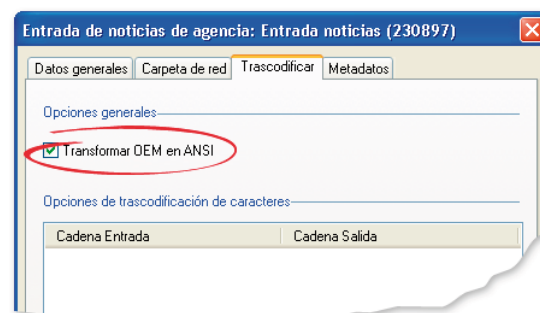 Entrada de noticias de agencia: Entrada noticias (230897)
Datos generales Carpeta de red Trascodificar Metadatos
Opciones generales
Transformar OEM en ANSI
Opciones de trascodificación de caracteres
Cadena Entrada Cadena Salida